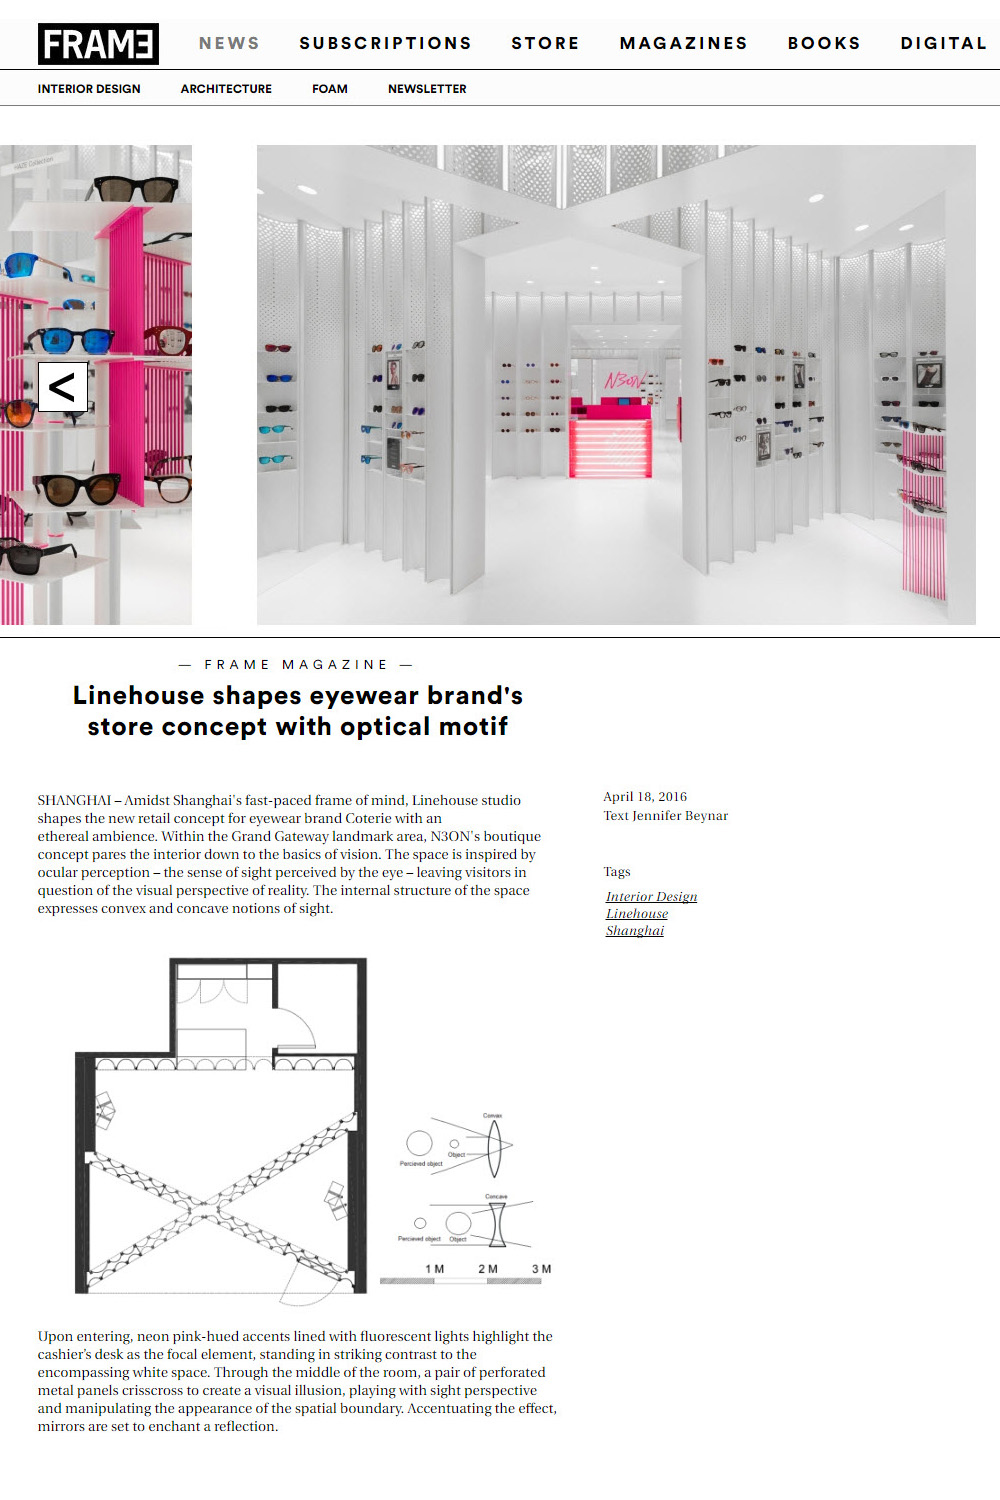 FRAME
NEWS SUBSCRIPTIONS STORE MAGAZINES BOOKS DIGITAL
INTERIOR DESIGN ARCHITECTURE FOAM NEWSLETTER
HAZE Collection
<
N3ON
— FRAME MAGAZINE —
Linehouse shapes eyewear brand's
store concept with optical motif
SHANGHAI – Amidst Shanghai's fast-paced frame of mind, Linehouse studio
shapes the new retail concept for eyewear brand Coterie with an
ethereal ambience. Within the Grand Gateway landmark area, N3ON's boutique
concept pares the interior down to the basics of vision. The space is inspired by
ocular perception – the sense of sight perceived by the eye – leaving visitors in
question of the visual perspective of reality. The internal structure of the space
expresses convex and concave notions of sight.
April 18, 2016
Text Jennifer Beynar
Tags
Interior Design
Linehouse
Shanghai
Convex
Percieved object
Object
Concave
Percieved object
Object
1 M 2 M 3 M
Upon entering, neon pink-hued accents lined with fluorescent lights highlight the
cashier's desk as the focal element, standing in striking contrast to the
encompassing white space. Through the middle of the room, a pair of perforated
metal panels crisscross to create a visual illusion, playing with sight perspective
and manipulating the appearance of the spatial boundary. Accentuating the effect,
mirrors are set to enchant a reflection.